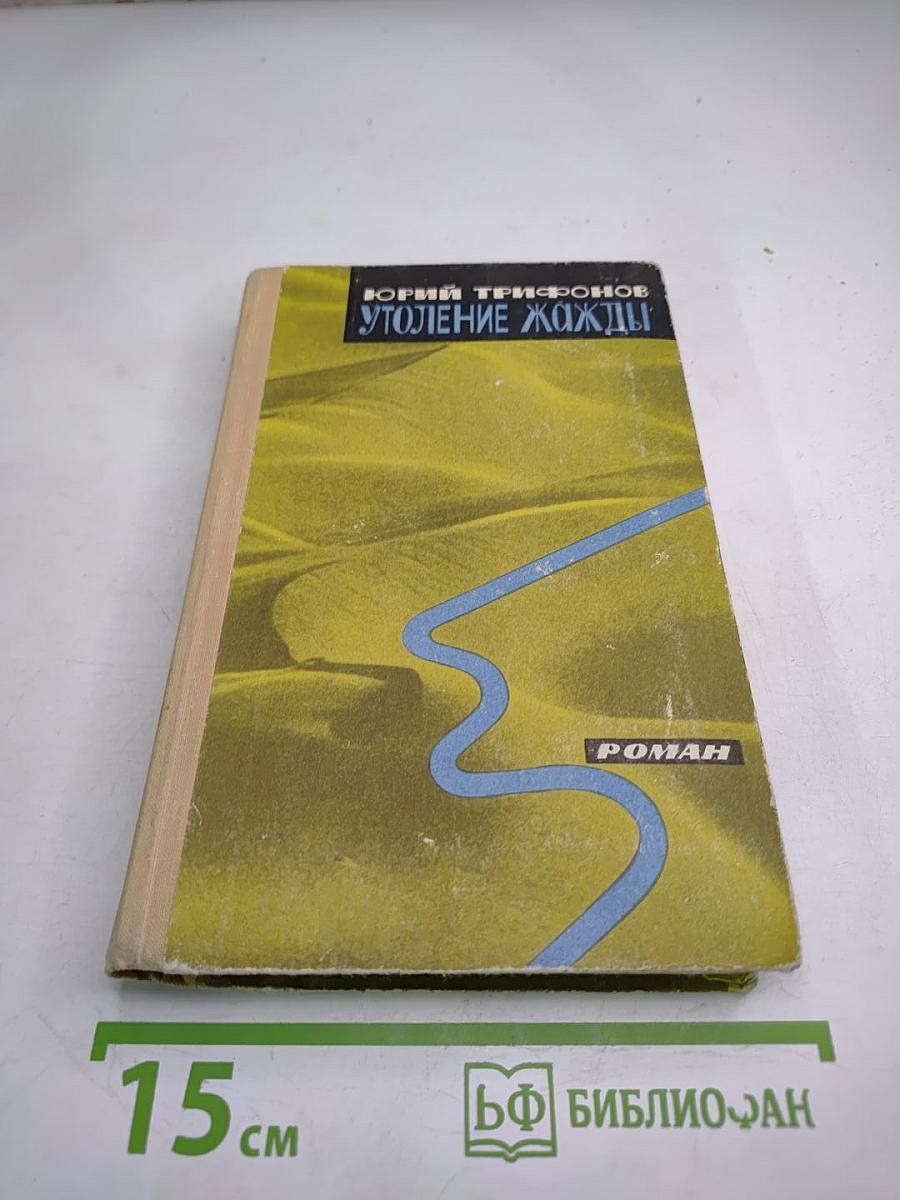 ЮРИЙ ТРИФОНОВ
УТОЛЕНИЕ ЖАЖДЫ
РОМАН
15 см
БФ БИБЛИОФАН